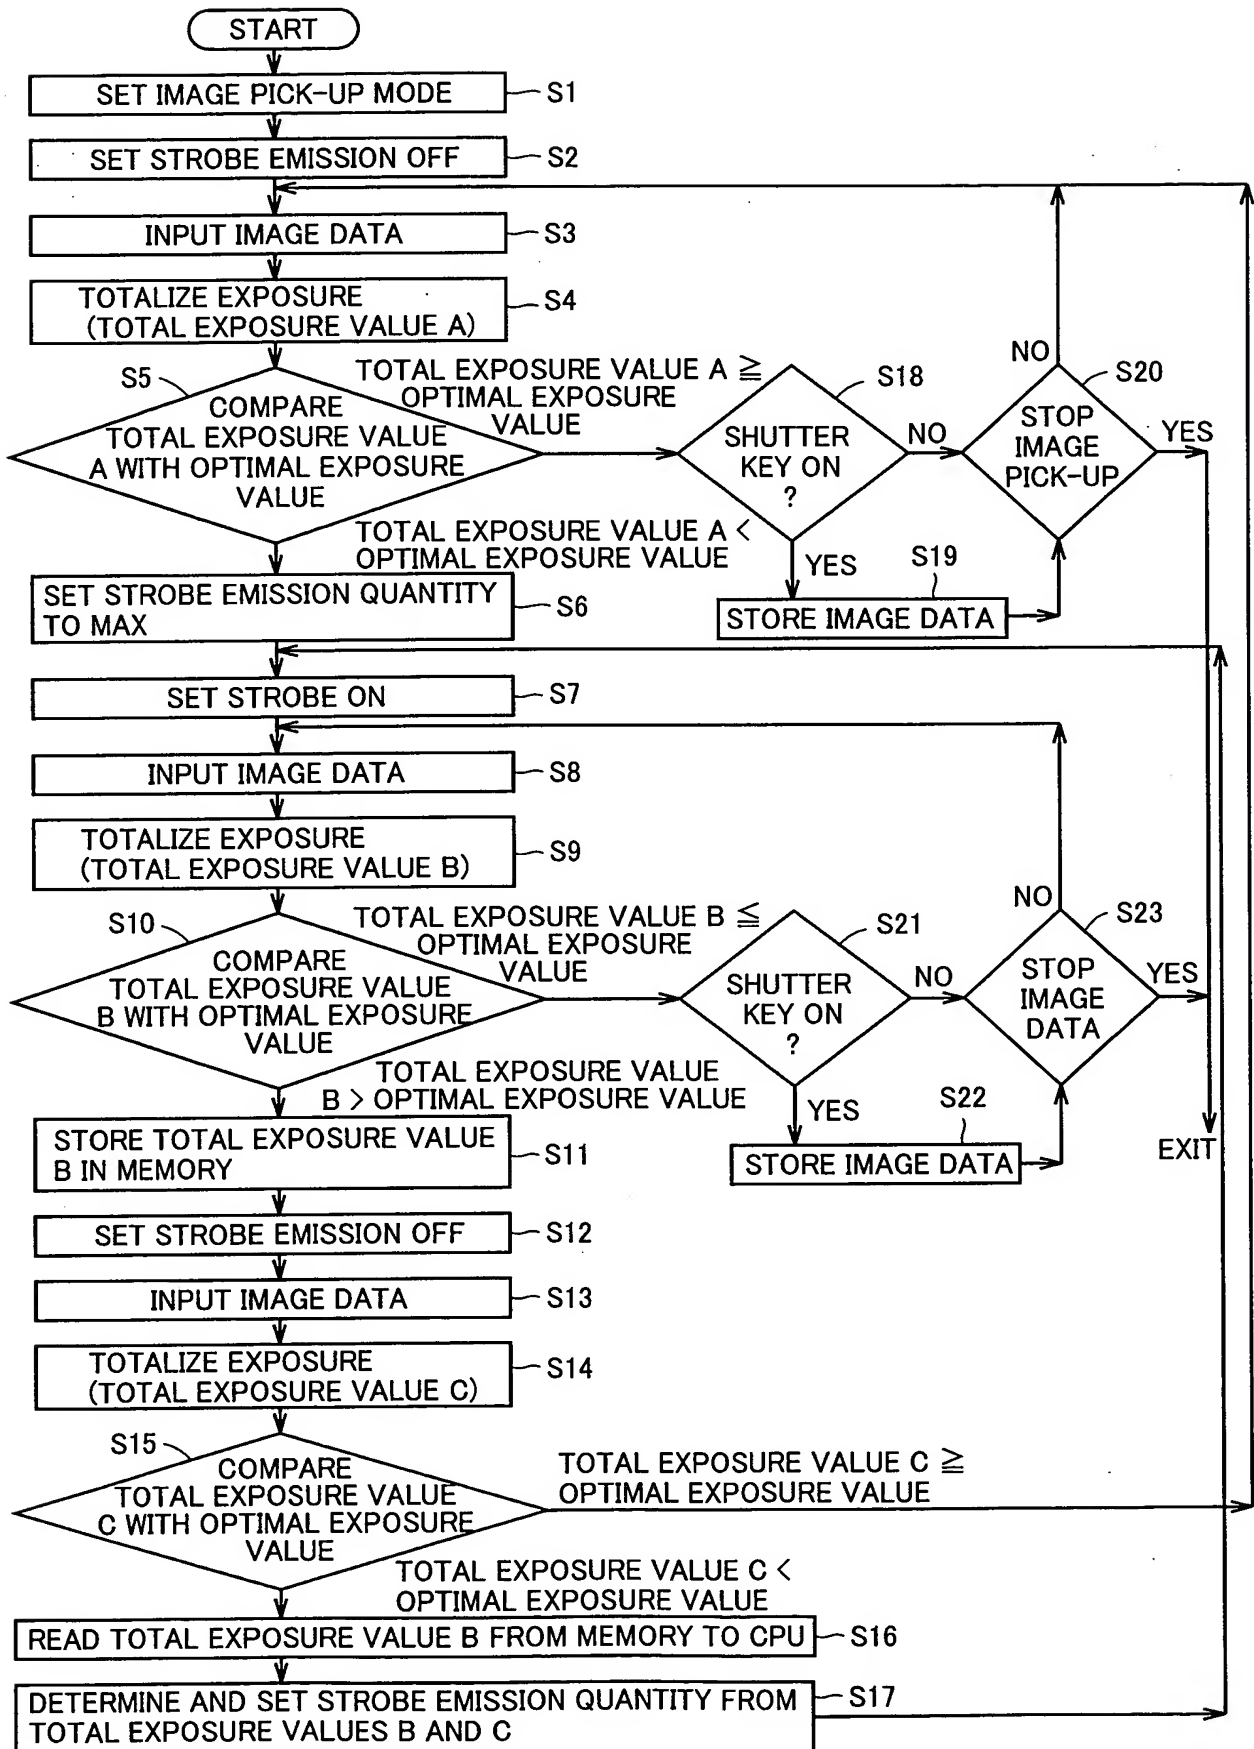 START
SET IMAGE PICK-UP MODE
S1
SET STROBE EMISSION OFF
S2
INPUT IMAGE DATA
S3
TOTALIZE EXPOSURE
(TOTAL EXPOSURE VALUE A)
S4
S5
COMPARE
TOTAL EXPOSURE VALUE
A WITH OPTIMAL EXPOSURE
VALUE
TOTAL EXPOSURE VALUE A ≧
OPTIMAL EXPOSURE
VALUE
SHUTTER
KEY ON
?
S18
NO
YES
STOP
IMAGE
PICK-UP
S20
NO
YES
TOTAL EXPOSURE VALUE A <
OPTIMAL EXPOSURE VALUE
S19
STORE IMAGE DATA
SET STROBE EMISSION QUANTITY
TO MAX
S6
SET STROBE ON
S7
INPUT IMAGE DATA
S8
TOTALIZE EXPOSURE
(TOTAL EXPOSURE VALUE B)
S9
S10
COMPARE
TOTAL EXPOSURE VALUE
B WITH OPTIMAL EXPOSURE
VALUE
TOTAL EXPOSURE VALUE B ≦
OPTIMAL EXPOSURE
VALUE
SHUTTER
KEY ON
?
S21
NO
YES
STOP
IMAGE
DATA
S23
NO
YES
TOTAL EXPOSURE VALUE
B > OPTIMAL EXPOSURE VALUE
S22
STORE IMAGE DATA
EXIT
STORE TOTAL EXPOSURE VALUE
B IN MEMORY
S11
SET STROBE EMISSION OFF
S12
INPUT IMAGE DATA
S13
TOTALIZE EXPOSURE
(TOTAL EXPOSURE VALUE C)
S14
S15
COMPARE
TOTAL EXPOSURE VALUE
C WITH OPTIMAL EXPOSURE
VALUE
TOTAL EXPOSURE VALUE C ≧
OPTIMAL EXPOSURE VALUE
TOTAL EXPOSURE VALUE C <
OPTIMAL EXPOSURE VALUE
READ TOTAL EXPOSURE VALUE B FROM MEMORY TO CPU
S16
DETERMINE AND SET STROBE EMISSION QUANTITY FROM
TOTAL EXPOSURE VALUES B AND C
S17